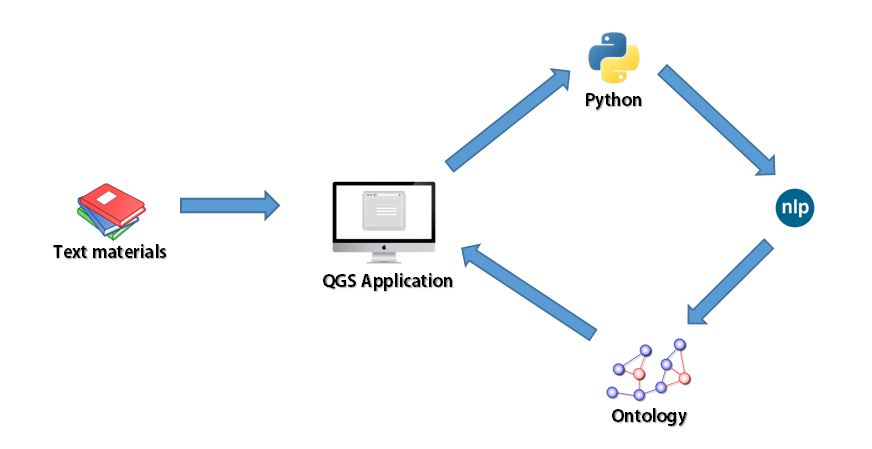 Python
nlp
Text materials
QGS Application
Ontology